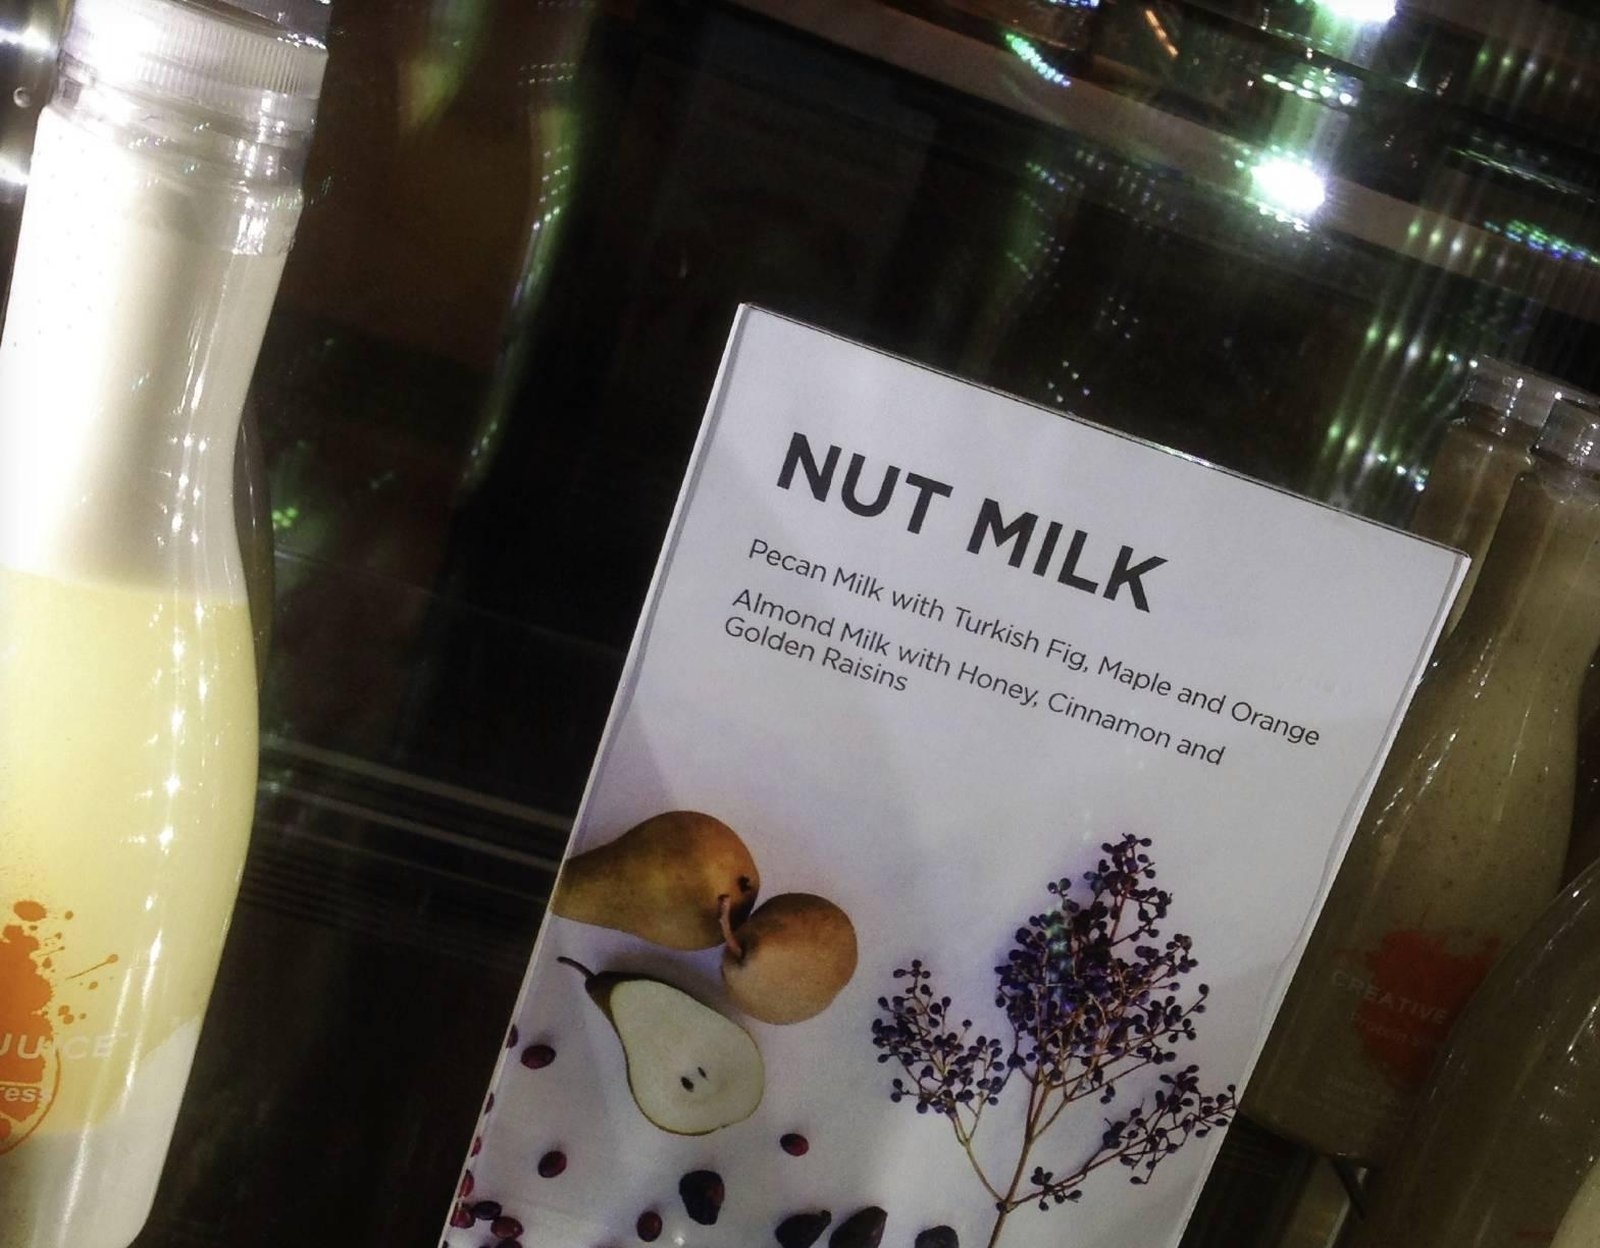 NUT MILK
Pecan Milk with Turkish Fig, Maple and Orange
Almond Milk with Honey, Cinnamon and
Golden Raisins
JUICE
CREATIVE